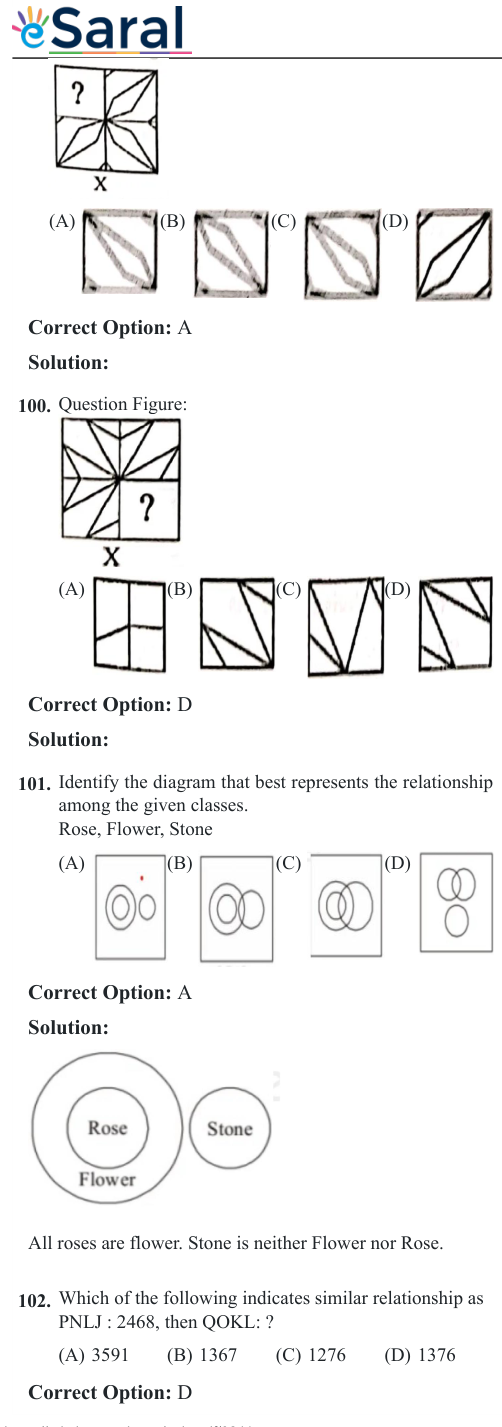 eSaral
?
X
(A) (B) (C) (D)
Correct Option: A
Solution:
100. Question Figure:
?
X
(A) (B) (C) (D)
Correct Option: D
Solution:
101. Identify the diagram that best represents the relationship
among the given classes.
Rose, Flower, Stone
(A) (B) (C) (D)
Correct Option: A
Solution:
Rose Stone
Flower
All roses are flower. Stone is neither Flower nor Rose.
102. Which of the following indicates similar relationship as
PNLJ : 2468, then QOKL: ?
(A) 3591 (B) 1367 (C) 1276 (D) 1376
Correct Option: D